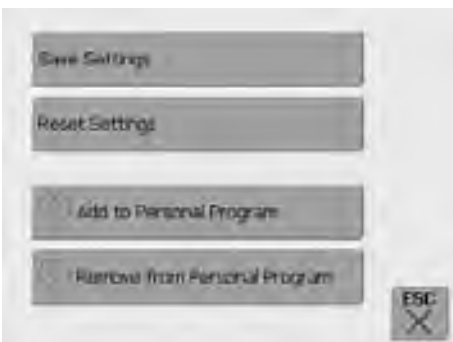 Save Settings
Reset Settings
Add to Personal Program
Remove from Personal Program
ESC